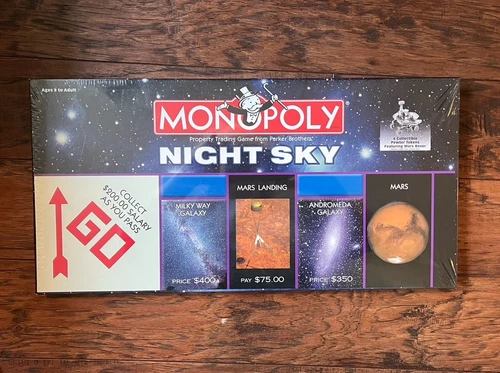 Ages 8 to Adult
MONOPOLY
Property Trading Game from Parker Brothers
NIGHT SKY
6 Collectible
Pewter Tokens
Featuring Mars Rover
COLLECT
$200.00 SALARY
AS YOU PASS
GO
MILKY WAY
GALAXY
PRICE $400
MARS LANDING
PAY $75.00
ANDROMEDA
GALAXY
PRICE $350
MARS